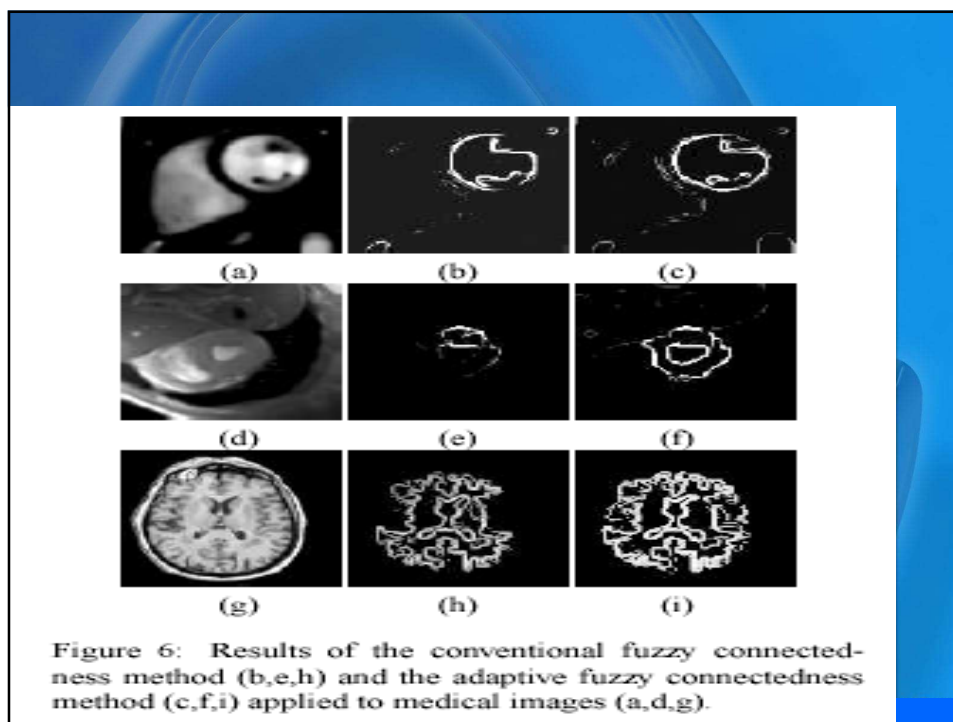 (a) (b) (c)
(d) (e) (f)
(g) (h) (i)
Figure 6: Results of the conventional fuzzy connected-
ness method (b,e,h) and the adaptive fuzzy connectedness
method (c,f,i) applied to medical images (a,d,g).